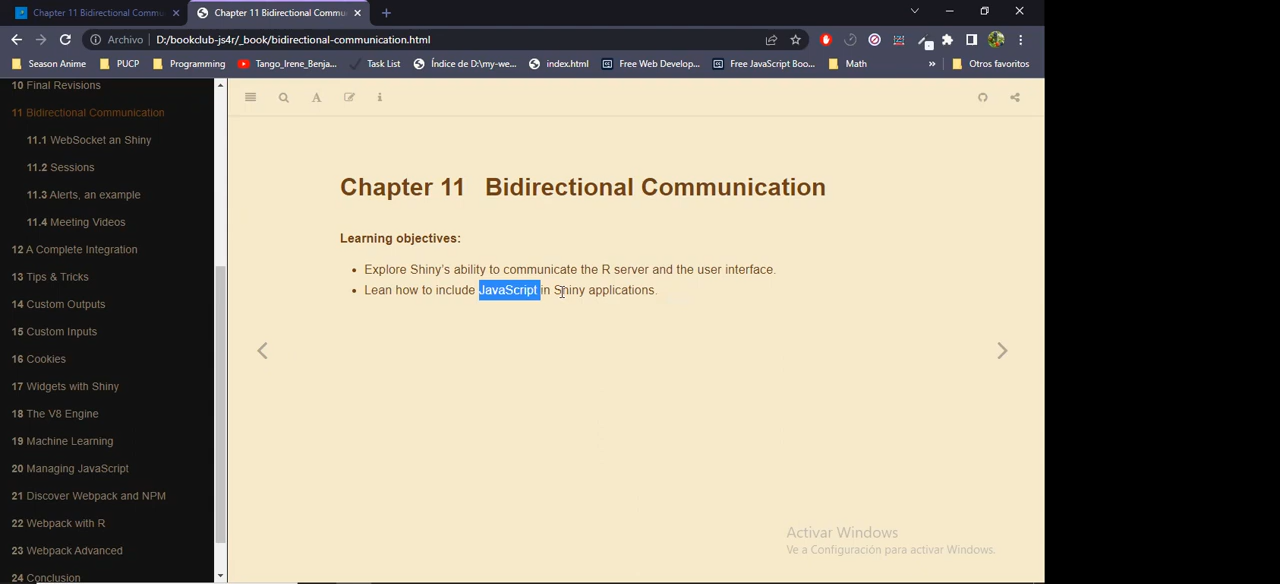 Chapter 11 Bidirectional Commu
Chapter 11 Bidirectional Commu
Archivo D:/bookclub-js4r/_book/bidirectional-communication.html
Season Anime PUCP Programming Tango_Irene_Benja... Task List Índice de D:\my-we... index.html Free Web Develop... Free JavaScript Boo... Math » Otros favoritos
10 Final Revisions
11 Bidirectional Communication
11.1 WebSocket an Shiny
11.2 Sessions
11.3 Alerts, an example
11.4 Meeting Videos
12 A Complete Integration
13 Tips & Tricks
14 Custom Outputs
15 Custom Inputs
16 Cookies
17 Widgets with Shiny
18 The V8 Engine
19 Machine Learning
20 Managing JavaScript
21 Discover Webpack and NPM
22 Webpack with R
23 Webpack Advanced
24 Conclusion
Chapter 11 Bidirectional Communication
Learning objectives:
• Explore Shiny's ability to communicate the R server and the user interface.
• Lean how to include JavaScript in Shiny applications.
Activar Windows
Ve a Configuración para activar Windows.